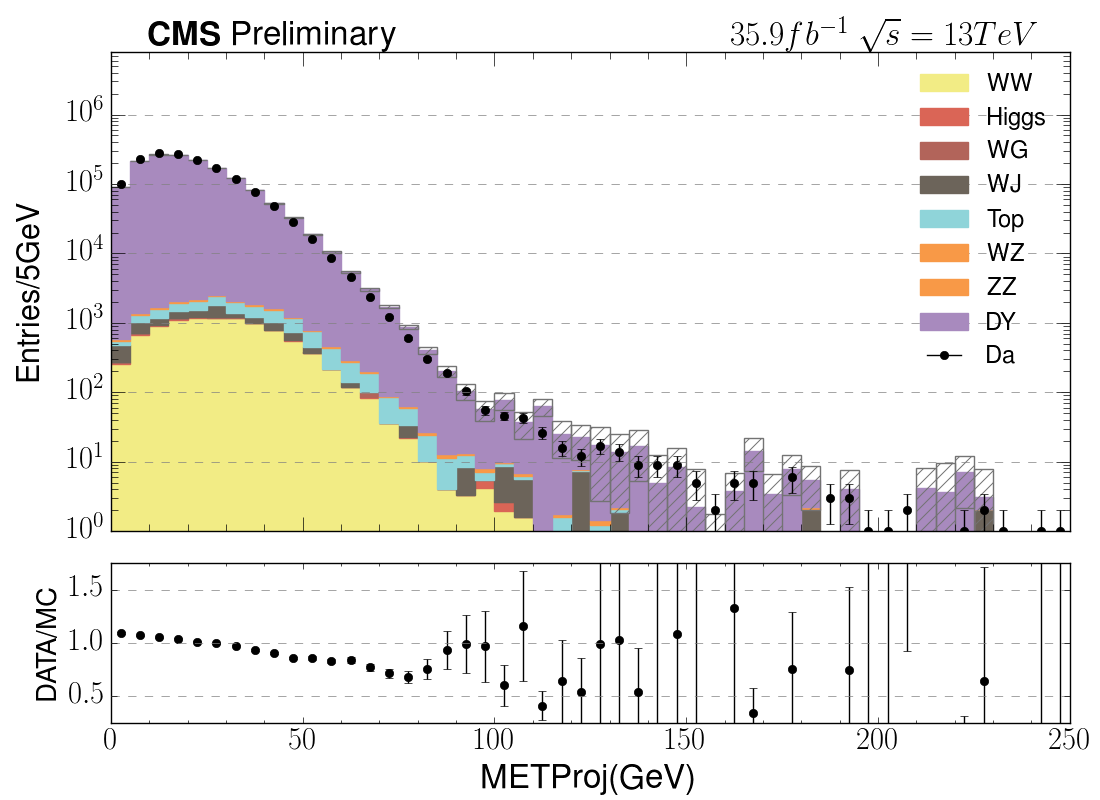 CMS Preliminary 35.9fb⁻¹ √s = 13TeV
WW
Higgs
WG
WJ
Top
WZ
ZZ
DY
Da
Entries/5GeV
10⁶
10⁵
10⁴
10³
10²
10¹
10⁰
DATA/MC
1.5
1.0
0.5
0 50 100 150 200 250
METProj(GeV)